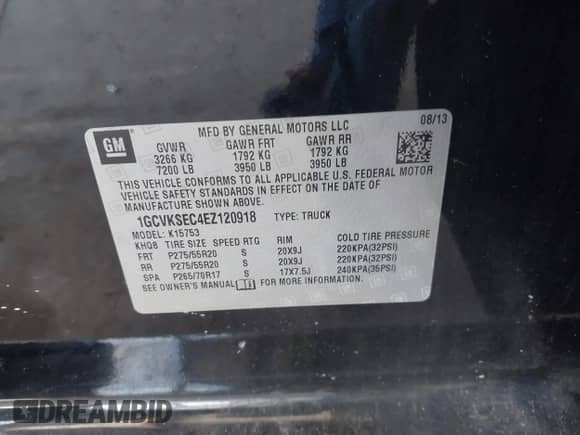 MFD BY GENERAL MOTORS LLC 08/13
GM
GVWR GAWR FRT GAWR RR
3266 KG 1792 KG 1792 KG
7200 LB 3950 LB 3950 LB
THIS VEHICLE CONFORMS TO ALL APPLICABLE U.S. FEDERAL MOTOR
VEHICLE SAFETY STANDARDS IN EFFECT ON THE DATE OF
MANUFACTURE SHOWN ABOVE.
1GCVKSEC4EZ120918 TYPE: TRUCK
MODEL: K15753
KHQB TIRE SIZE SPEED RTG RIM COLD TIRE PRESSURE
FRT P275/55R20 S 20X9J 220KPA(32PSI)
RR P275/55R20 S 20X9J 220KPA(32PSI)
SPA P265/70R17 S 17X7.5J 240KPA(35PSI)
SEE OWNER'S MANUAL FOR MORE INFORMATION.
DREAMBID